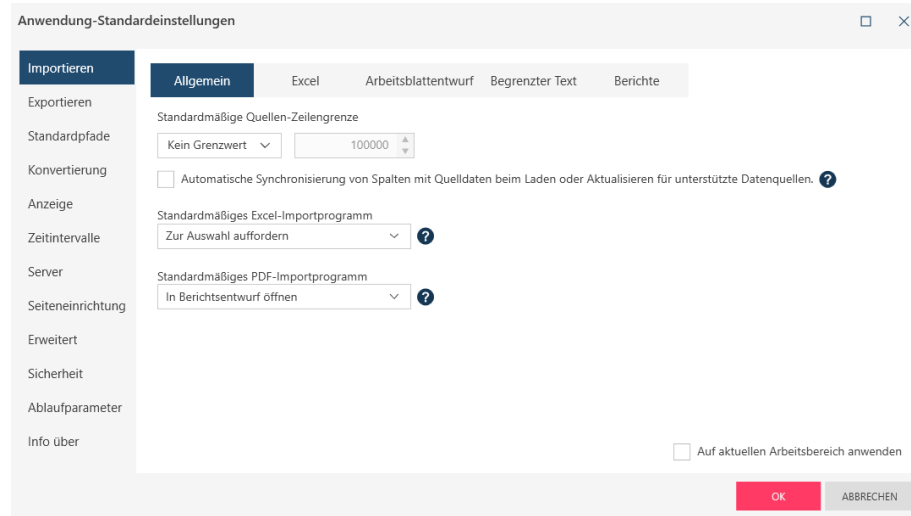 Anwendung-Standardeinstellungen
Importieren
Exportieren
Standardpfade
Konvertierung
Anzeige
Zeitintervalle
Server
Seiteneinrichtung
Erweitert
Sicherheit
Ablaufparameter
Info über
Allgemein Excel Arbeitsblattentwurf Begrenzter Text Berichte
Standardmäßige Quellen-Zeilengrenze
Kein Grenzwert 100000
Automatische Synchronisierung von Spalten mit Quelldaten beim Laden oder Aktualisieren für unterstützte Datenquellen. ?
Standardmäßiges Excel-Importprogramm
Zur Auswahl auffordern ?
Standardmäßiges PDF-Importprogramm
In Berichtsentwurf öffnen ?
Auf aktuellen Arbeitsbereich anwenden
OK ABBRECHEN